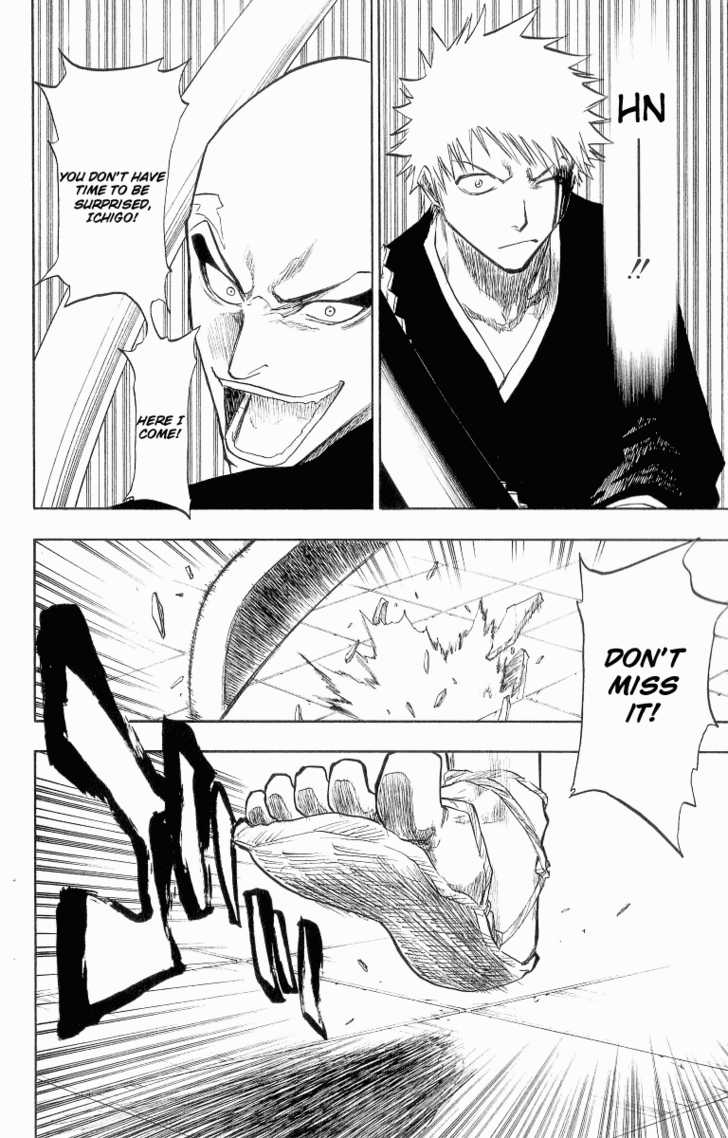 HN
!!
YOU DON'T HAVE
TIME TO BE
SURPRISED,
ICHIGO!
HERE I
COME!
DON'T
MISS
IT!